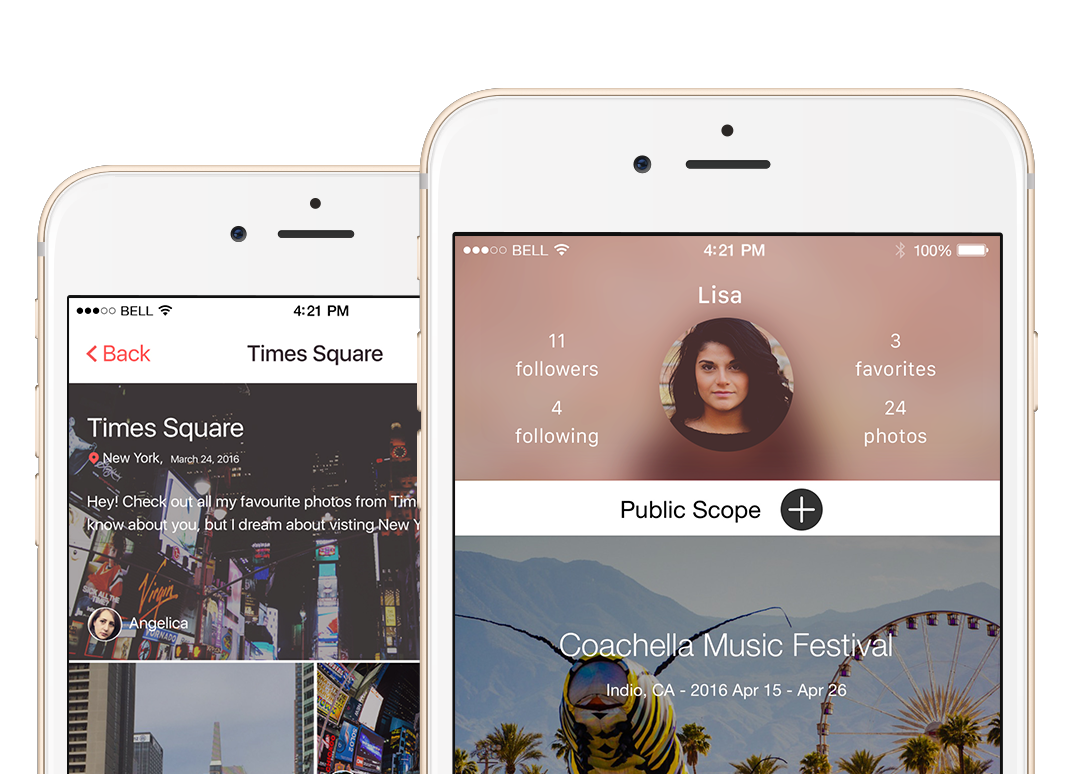 BELL
4:21 PM
Back
Times Square
Times Square
New York, March 24, 2016
Hey! Check out all my favourite photos from Tim
know about you, but I dream about visting New Y
Virgin
TORNADO
Angelica
BELL
4:21 PM
100%
Lisa
11
followers
4
following
3
favorites
24
photos
Public Scope
Coachella Music Festival
Indio, CA - 2016 Apr 15 - Apr 26